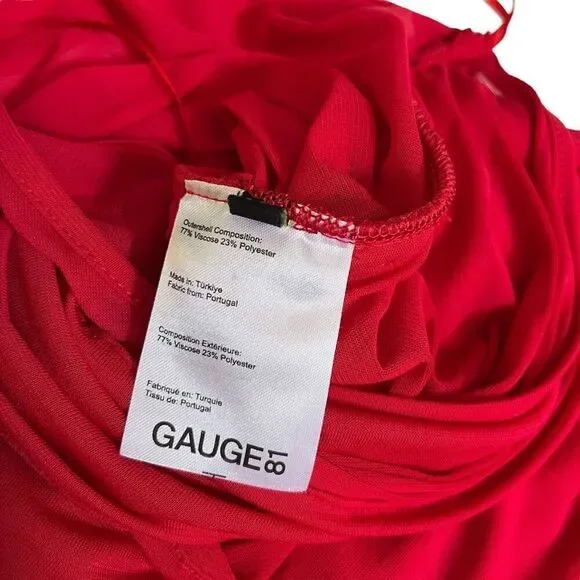 Outershell Composition:
77% Viscose 23% Polyester
Made in: Türkiye
Fabric from: Portugal
Composition Extérieure:
77% Viscose 23% Polyester
Fabriqué en: Turquie
Tissu de: Portugal
GAUGE81